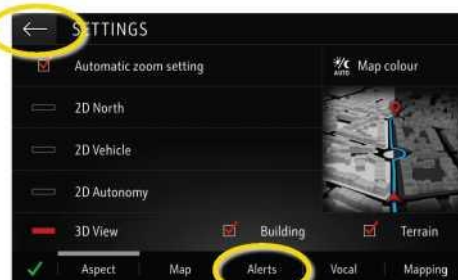 SETTINGS
Automatic zoom setting
AUTO Map colour
2D North
2D Vehicle
2D Autonomy
3D View Building Terrain
Aspect Map Alerts Vocal Mapping